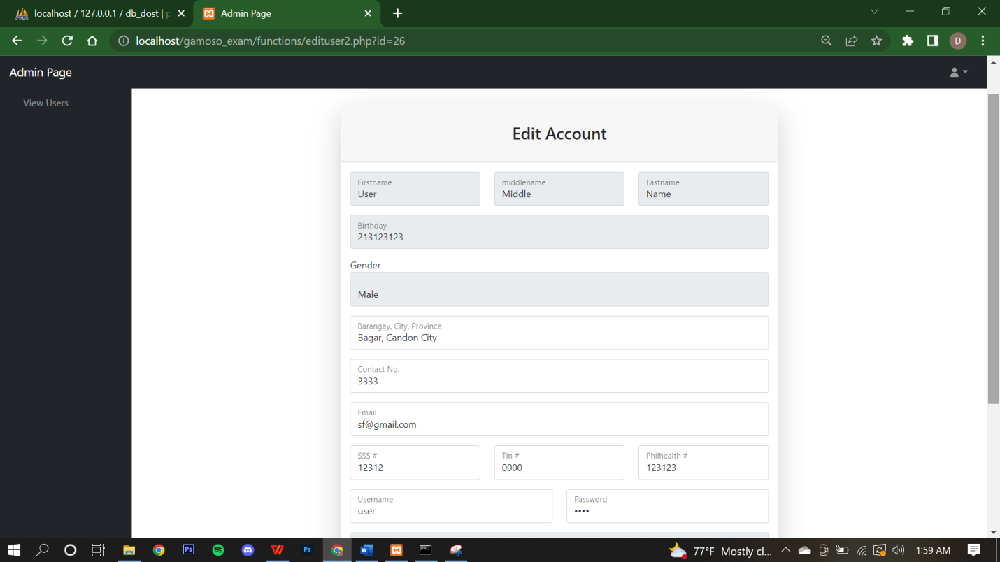 localhost / 127.0.0.1 / db_dost | p
Admin Page
localhost/gamoso_exam/functions/edituser2.php?id=26
D
Admin Page
View Users
Edit Account
Firstname
User
middlename
Middle
Lastname
Name
Birthday
213123123
Gender
Male
Barangay, City, Province
Bagar, Candon City
Contact No.
3333
Email
sf@gmail.com
SSS #
12312
Tin #
0000
Philhealth #
123123
Username
user
Password
••••
Ps
W
Ps
W
77°F Mostly cl...
1:59 AM